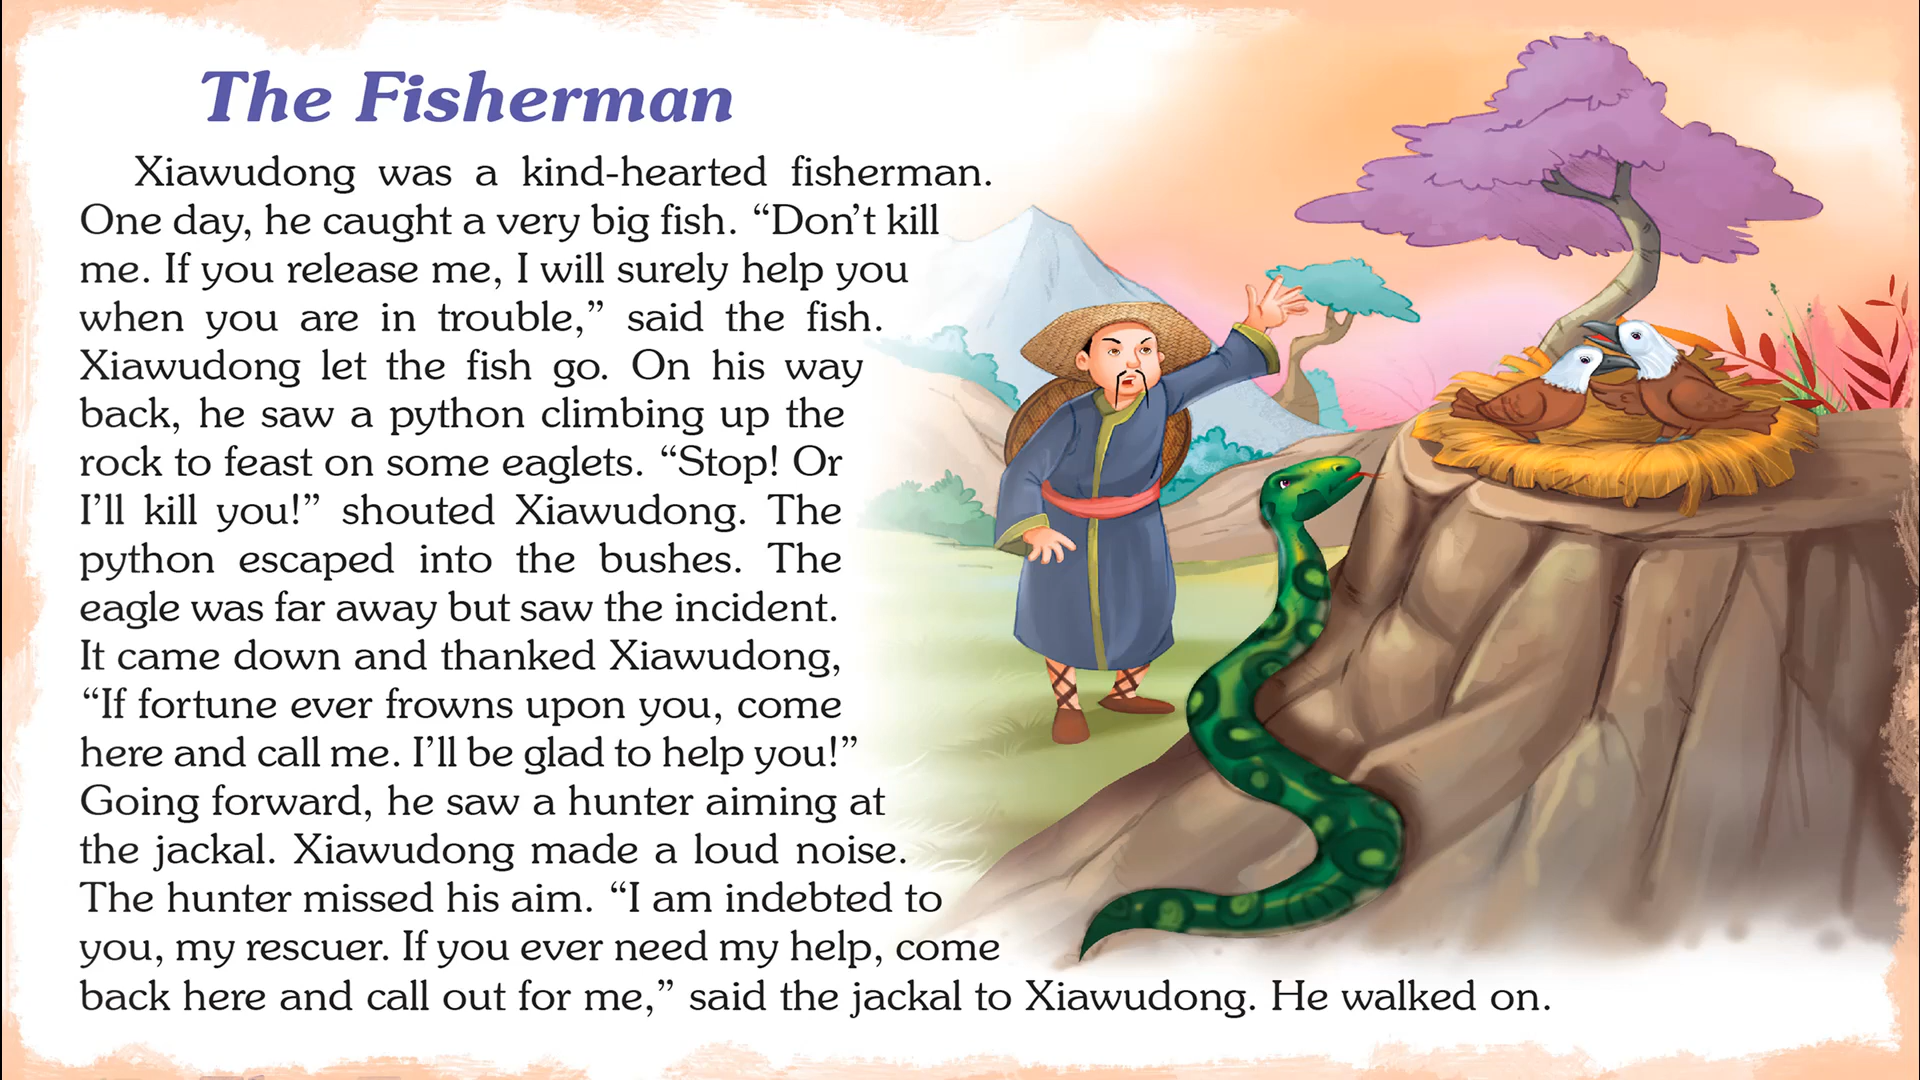 The Fisherman
Xiawudong was a kind-hearted fisherman.
One day, he caught a very big fish. “Don’t kill
me. If you release me, I will surely help you
when you are in trouble,” said the fish.
Xiawudong let the fish go. On his way
back, he saw a python climbing up the
rock to feast on some eaglets. “Stop! Or
I’ll kill you!” shouted Xiawudong. The
python escaped into the bushes. The
eagle was far away but saw the incident.
It came down and thanked Xiawudong,
“If fortune ever frowns upon you, come
here and call me. I’ll be glad to help you!”
Going forward, he saw a hunter aiming at
the jackal. Xiawudong made a loud noise.
The hunter missed his aim. “I am indebted to
you, my rescuer. If you ever need my help, come
back here and call out for me,” said the jackal to Xiawudong. He walked on.